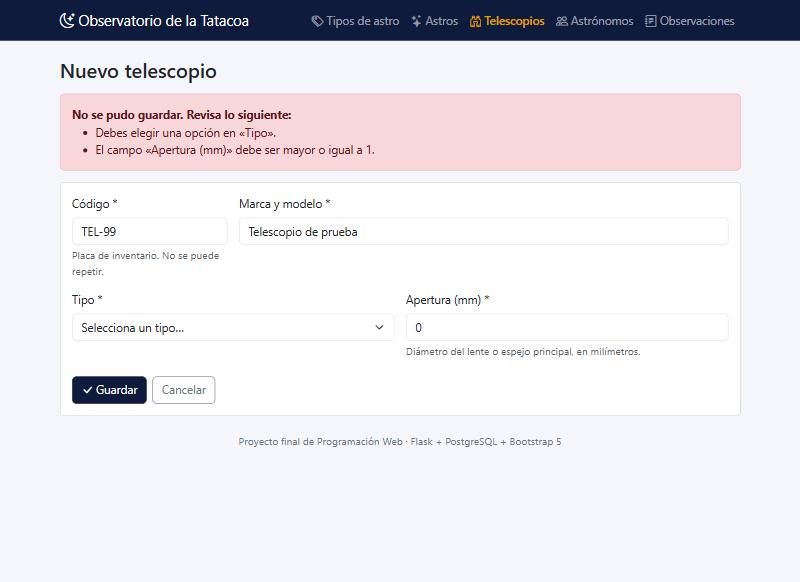 Observatorio de la Tatacoa
Tipos de astro Astros Telescopios Astrónomos Observaciones
Nuevo telescopio
No se pudo guardar. Revisa lo siguiente:
• Debes elegir una opción en «Tipo».
• El campo «Apertura (mm)» debe ser mayor o igual a 1.
Código * Marca y modelo *
TEL-99 Telescopio de prueba
Placa de inventario. No se puede
repetir.
Tipo * Apertura (mm) *
Selecciona un tipo... 0
Diámetro del lente o espejo principal, en milímetros.
Guardar Cancelar
Proyecto final de Programación Web · Flask + PostgreSQL + Bootstrap 5